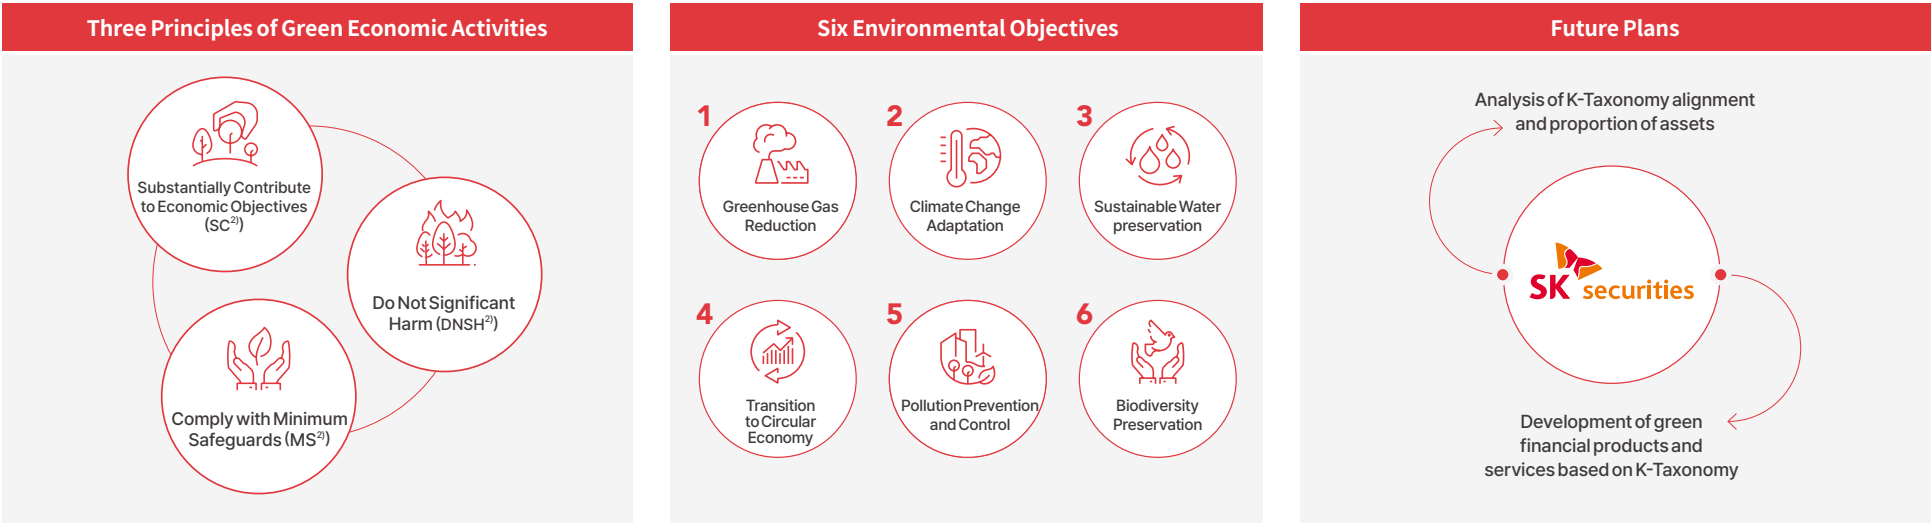 Three Principles of Green Economic Activities
Substantially Contribute
to Economic Objectives
(SC2))
Do Not Significant
Harm (DNSH2))
Comply with Minimum
Safeguards (MS2))
Six Environmental Objectives
1
Greenhouse Gas
Reduction
2
Climate Change
Adaptation
3
Sustainable Water
preservation
4
Transition
to Circular
Economy
5
Pollution Prevention
and Control
6
Biodiversity
Preservation
Future Plans
Analysis of K-Taxonomy alignment
and proportion of assets
SK securities
Development of green
financial products and
services based on K-Taxonomy